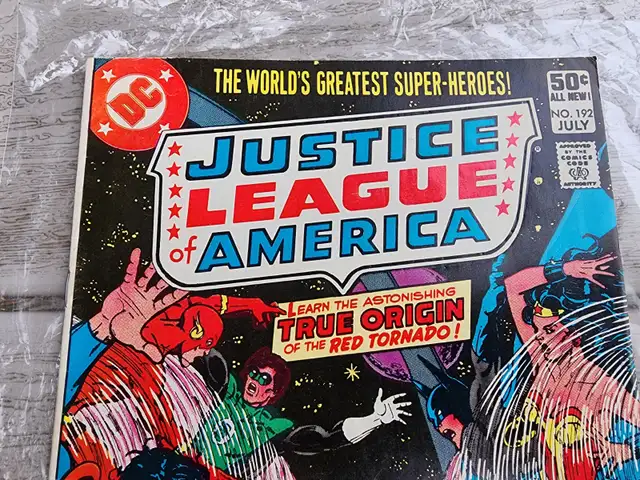 DC
THE WORLD'S GREATEST SUPER-HEROES!
50¢
ALL NEW!
NO. 192
JULY
APPROVED
BY THE
COMICS
CODE
AUTHORITY
JUSTICE
LEAGUE
of AMERICA
LEARN THE ASTONISHING
TRUE ORIGIN
OF THE RED TORNADO!